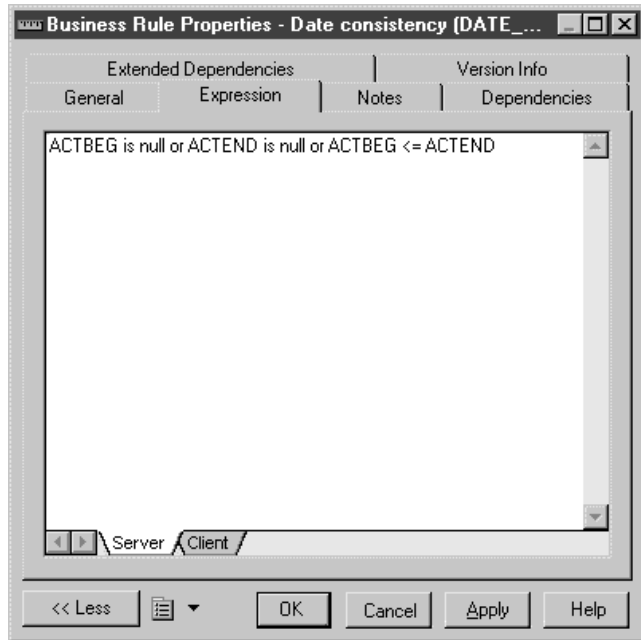 Business Rule Properties - Date consistency (DATE_...
Extended Dependencies Version Info
General Expression Notes Dependencies
ACTBEG is null or ACTEND is null or ACTBEG <= ACTEND
Server Client
<< Less OK Cancel Apply Help